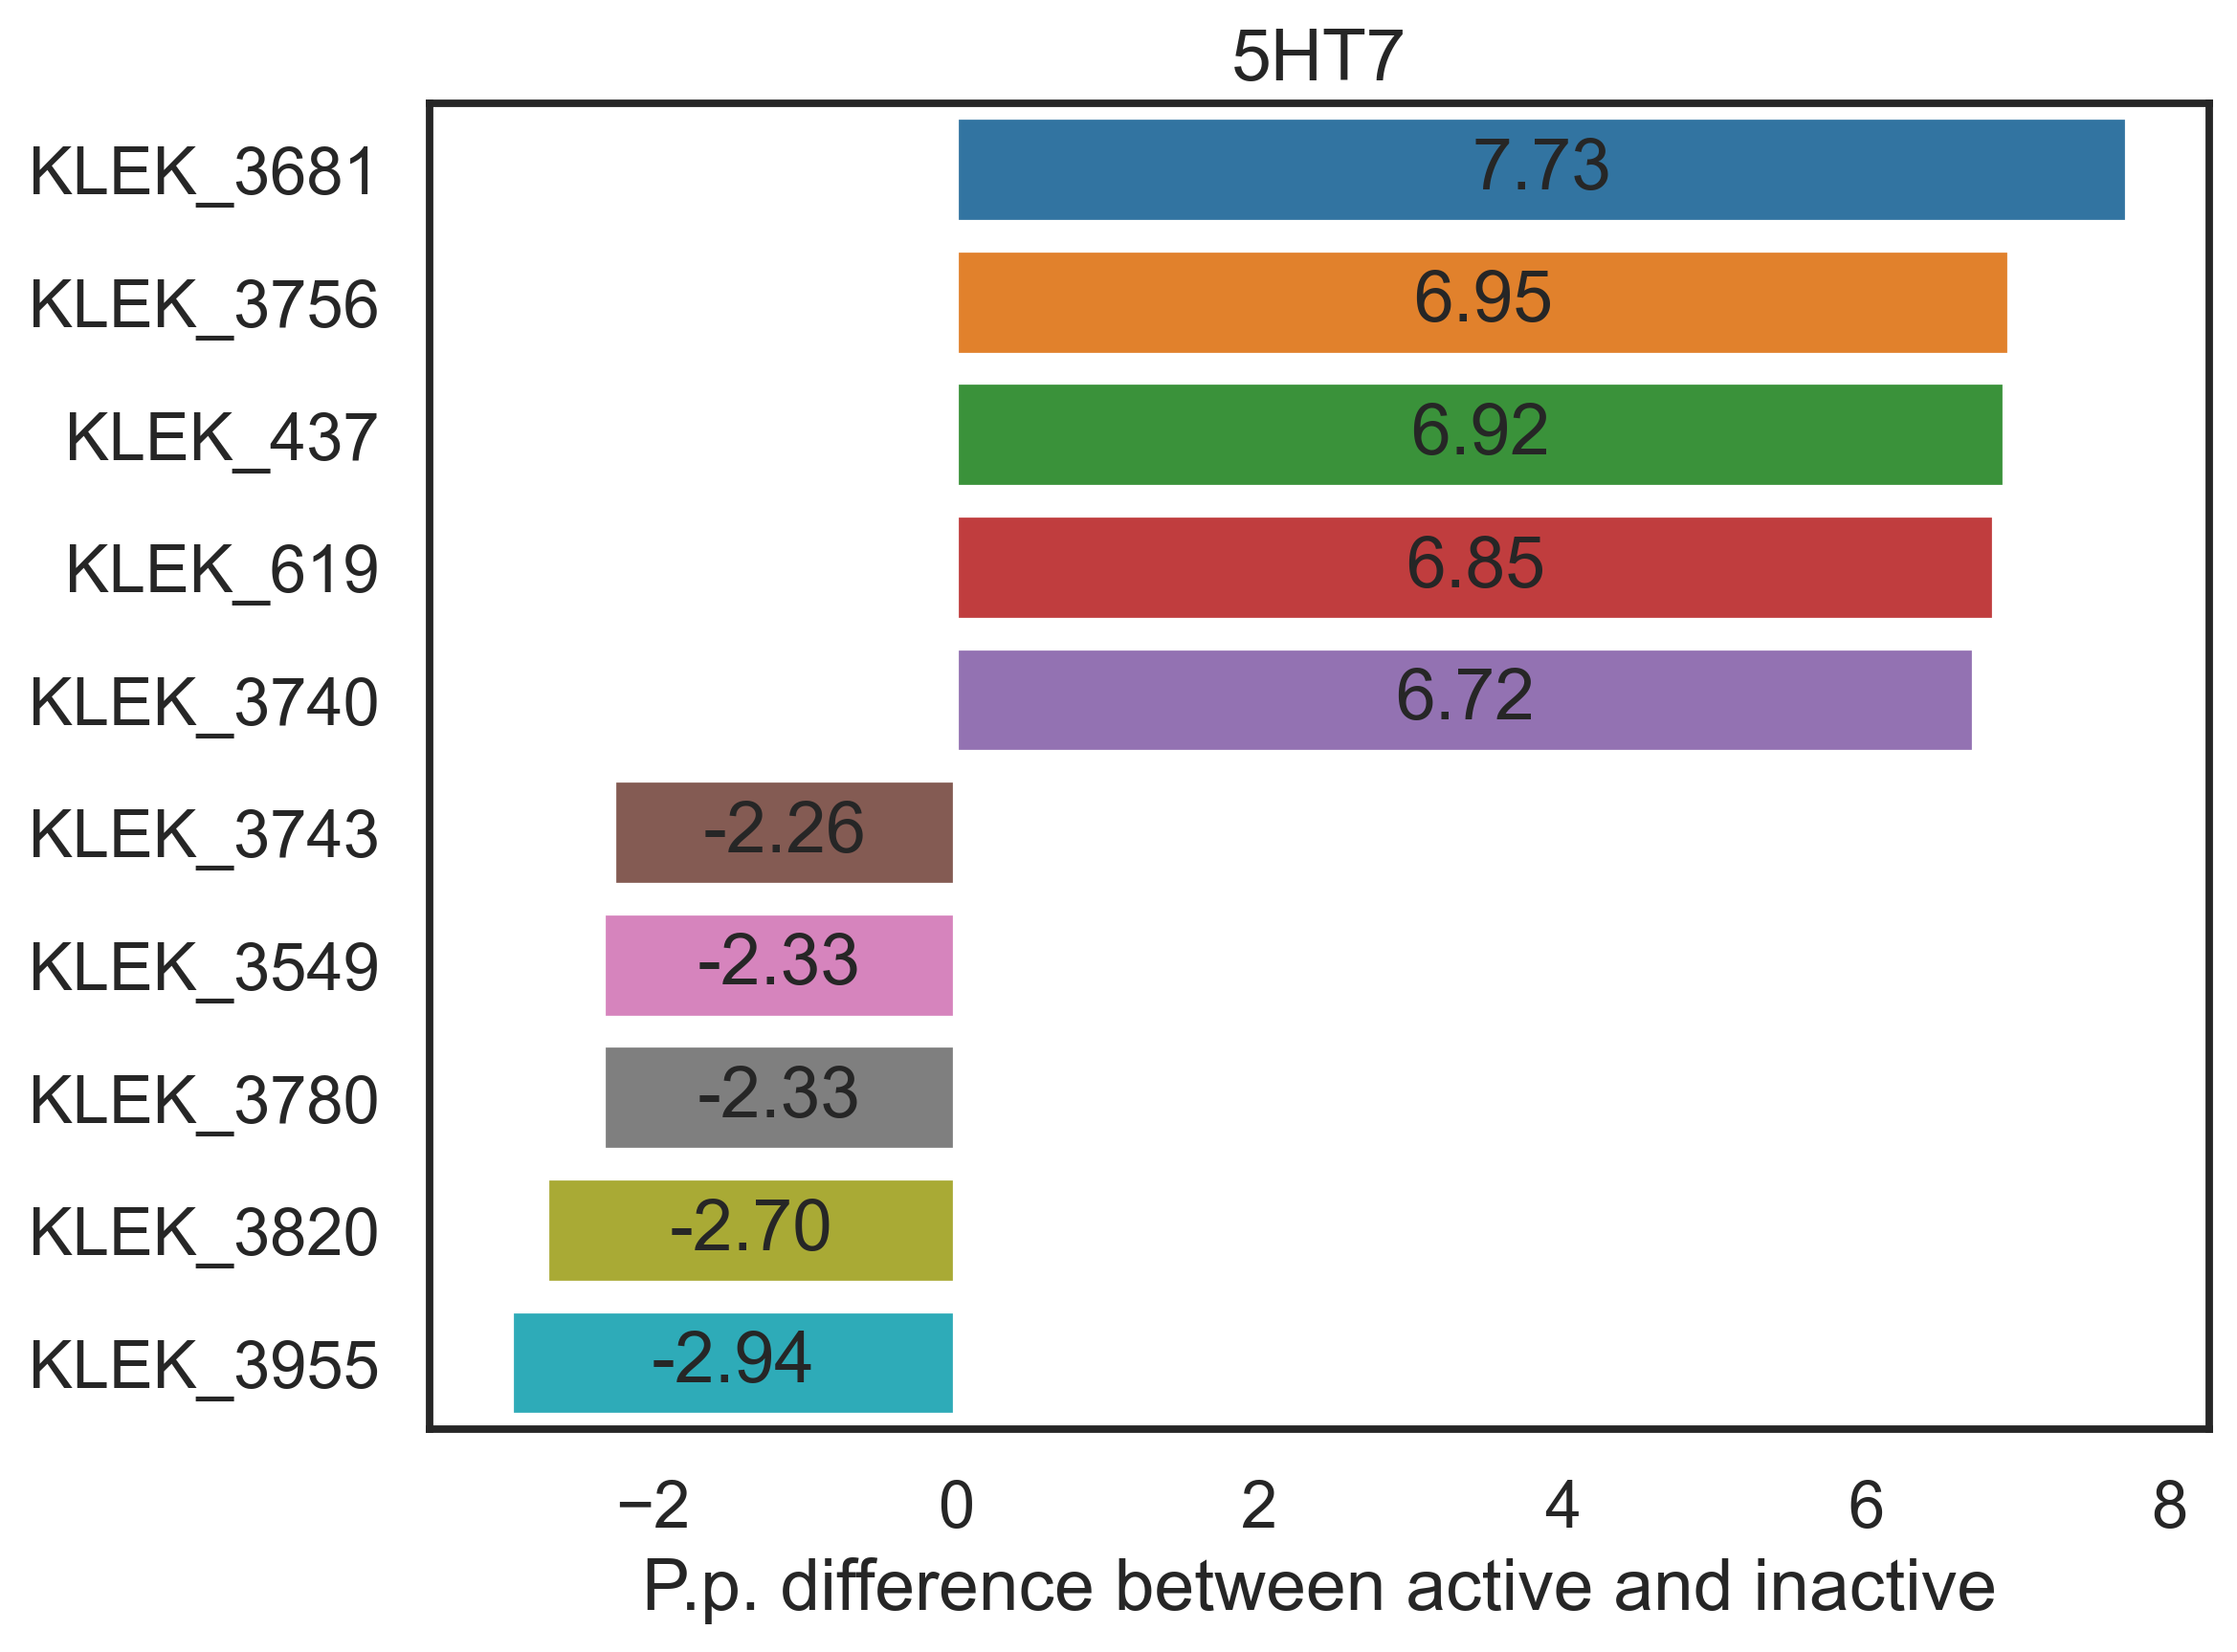 5HT7
KLEK_3681 7.73
KLEK_3756 6.95
KLEK_437 6.92
KLEK_619 6.85
KLEK_3740 6.72
KLEK_3743 -2.26
KLEK_3549 -2.33
KLEK_3780 -2.33
KLEK_3820 -2.70
KLEK_3955 -2.94
−2 0 2 4 6 8
P.p. difference between active and inactive